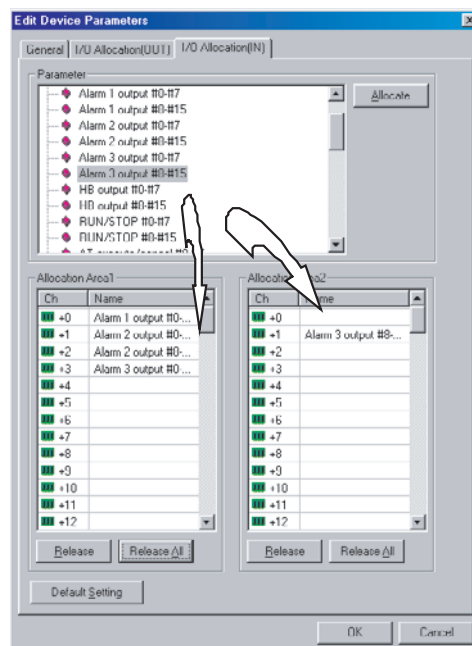 Edit Device Parameters
General
I/O Allocation(OUT)
I/O Allocation(IN)
Parameter
Alarm 1 output #0-#7
Alarm 1 output #0-#15
Alarm 2 output #0-#7
Alarm 2 output #0-#15
Alarm 3 output #0-#7
Alarm 3 output #0-#15
HB output #0-#7
HB output #0-#15
RUN/STOP #0-#7
RUN/STOP #0-#15
Allocate
Allocation Area1
Ch Name
+0 Alarm 1 output #0-...
+1 Alarm 2 output #0-...
+2 Alarm 2 output #0-...
+3 Alarm 3 output #0 ...
+4
+5
+6
+7
+8
+9
+10
+11
+12
Release
Release All
Allocation
Ch
+0
+1 Alarm 3 output #8-...
+2
+3
+4
+5
+6
+7
+8
+9
+10
+11
+12
Release
Release All
Default Setting
OK
Cancel